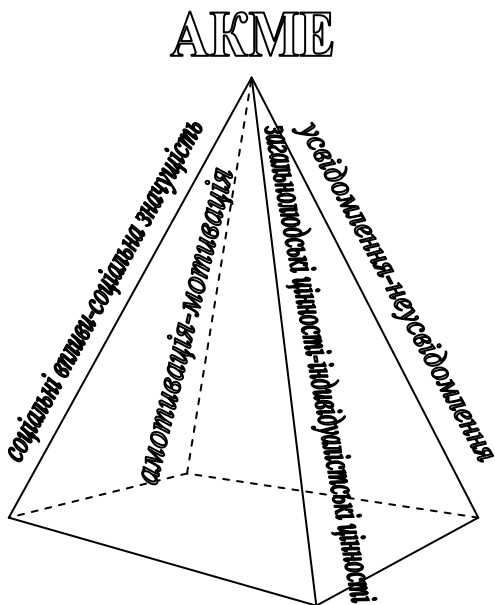 АКМЕ
соціальні впливи-соціальна значущість
амотивація-мотивація
загальнолюдські цінності-індивідуалістські цінності
усвідомлення-неусвідомлення